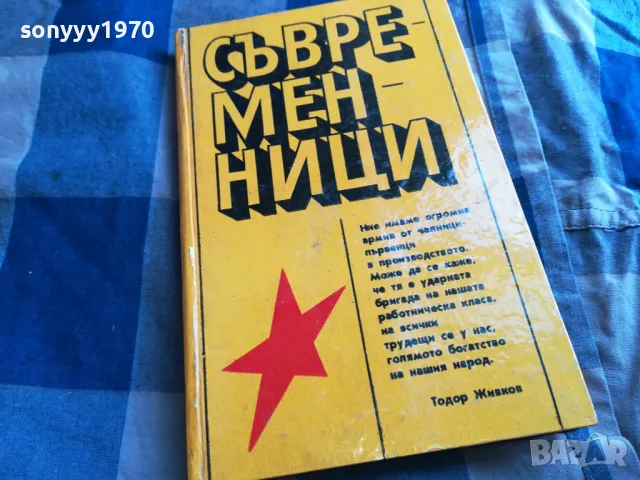 sonyyy1970
СЪВРЕ-
МЕН-
НИЦИ
Ние имаме огромна
армия от челници-
първенци
в производството.
Може да се каже,
че тя е ударната
бригада на нашата
работническа класа,
на всички
трудещи се у нас,
голямото богатство
на нашия народ.
Тодор Живков
BAZAR